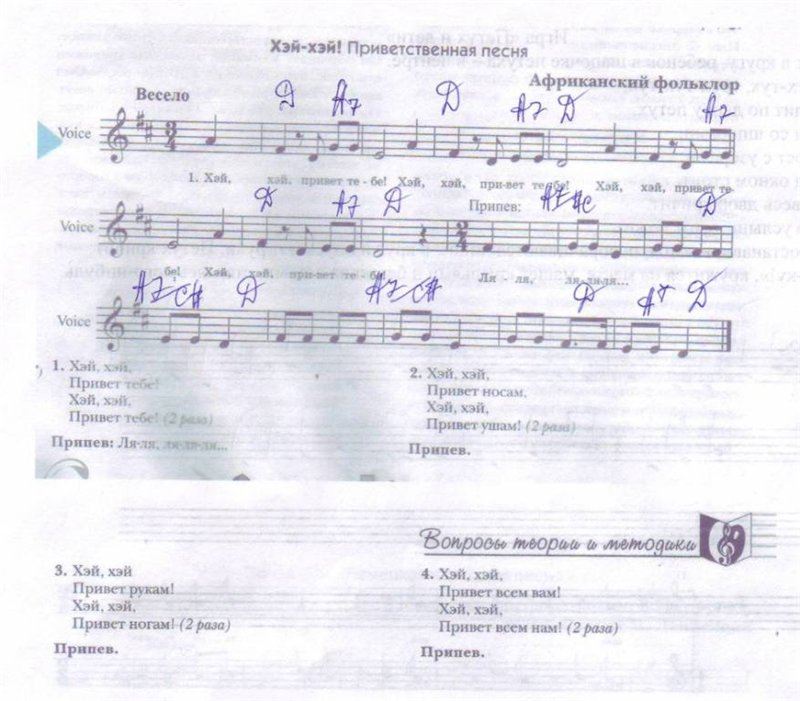 Хэй-хэй! Приветственная песня
Африканский фольклор
Весело
D A7 D A7 D A7
Voice
3
4
1. Хэй, хэй, привет те - бе! Хэй, хэй, при-вет те-бе! Хэй, хэй, привет те-
D A7 D Припев: D
Voice
2
4
бе! Хэй, хэй, при-вет те - бе! Ля - ля, ля-ля-ля...
D D A7 D
Voice
1. Хэй, хэй,
Привет тебе!
Хэй, хэй,
Привет тебе! (2 раза)
Припев: Ля-ля, ля-ля-ля...
2. Хэй, хэй,
Привет носам,
Хэй, хэй,
Привет ушам! (2 раза)
Припев.
Вопросы теории и методики
3. Хэй, хэй
Привет рукам!
Хэй, хэй,
Привет ногам! (2 раза)
Припев.
4. Хэй, хэй,
Привет всем вам!
Хэй, хэй,
Привет всем нам! (2 раза)
Припев.